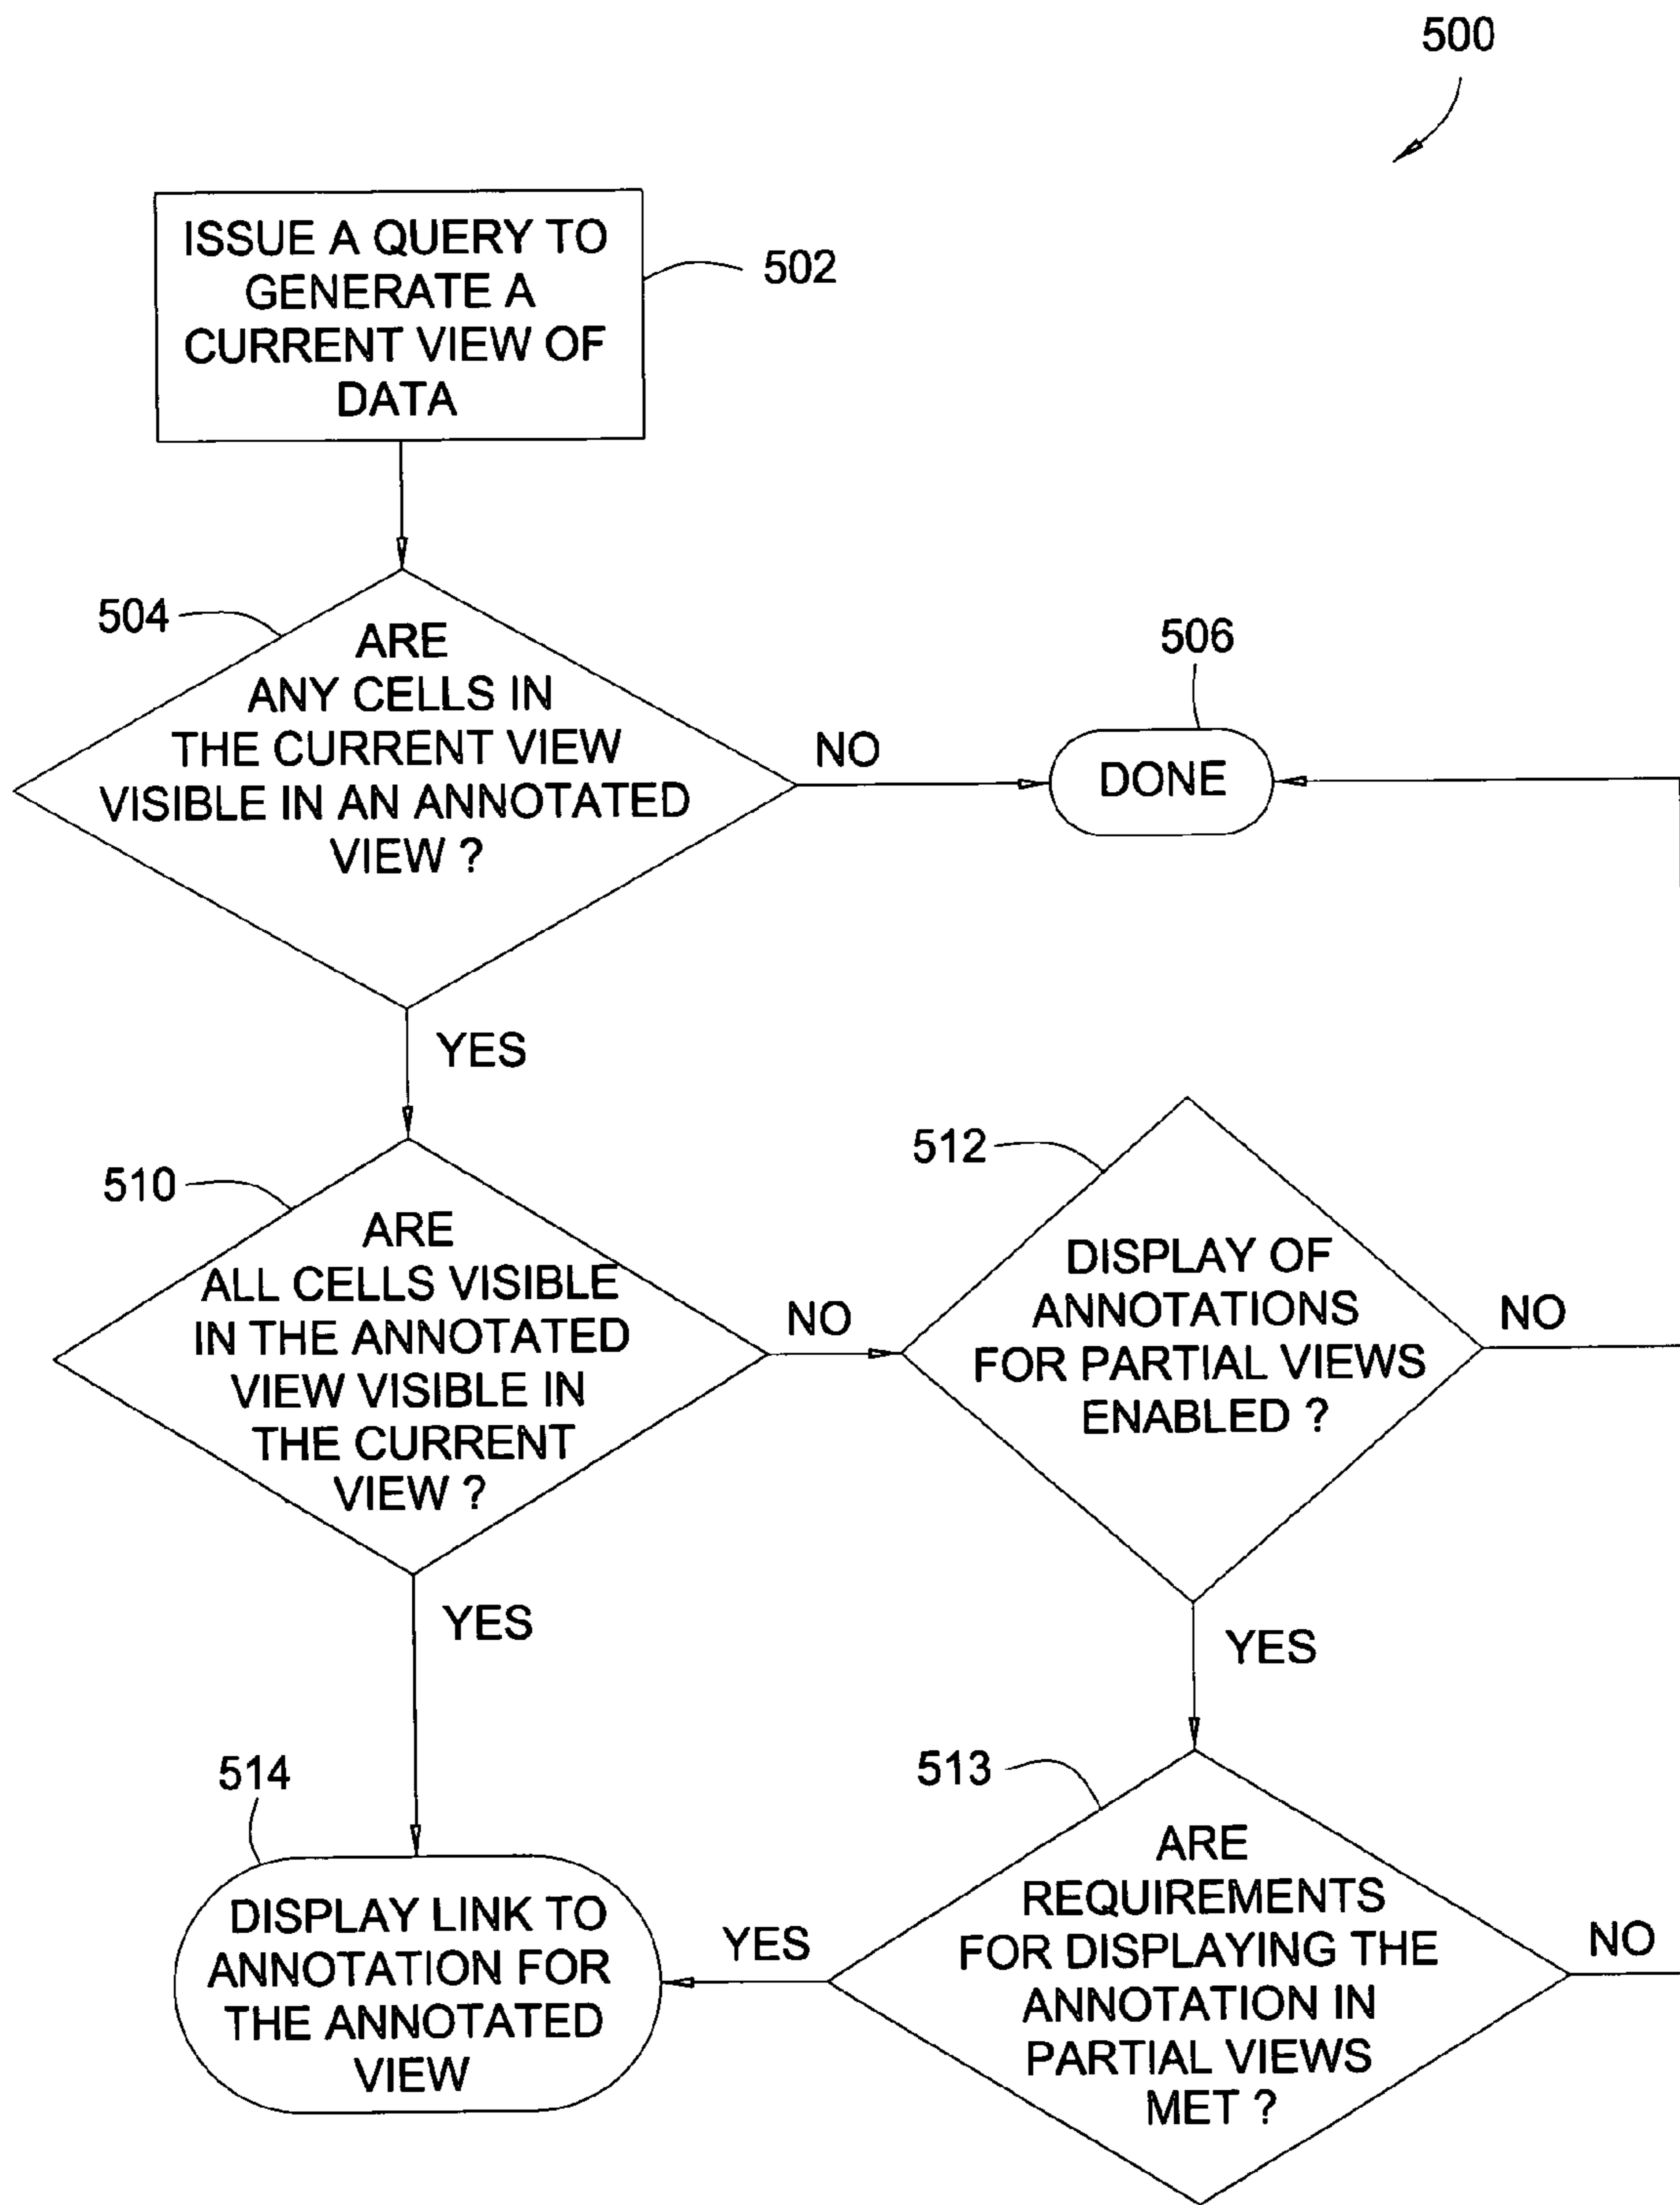 500
ISSUE A QUERY TO
GENERATE A
CURRENT VIEW OF
DATA
502
504
ARE
ANY CELLS IN
THE CURRENT VIEW
VISIBLE IN AN ANNOTATED
VIEW ?
NO
506
DONE
YES
510
ARE
ALL CELLS VISIBLE
IN THE ANNOTATED
VIEW VISIBLE IN
THE CURRENT
VIEW ?
NO
512
DISPLAY OF
ANNOTATIONS
FOR PARTIAL VIEWS
ENABLED ?
NO
YES
YES
513
ARE
REQUIREMENTS
FOR DISPLAYING THE
ANNOTATION IN
PARTIAL VIEWS
MET ?
NO
YES
514
DISPLAY LINK TO
ANNOTATION FOR
THE ANNOTATED
VIEW